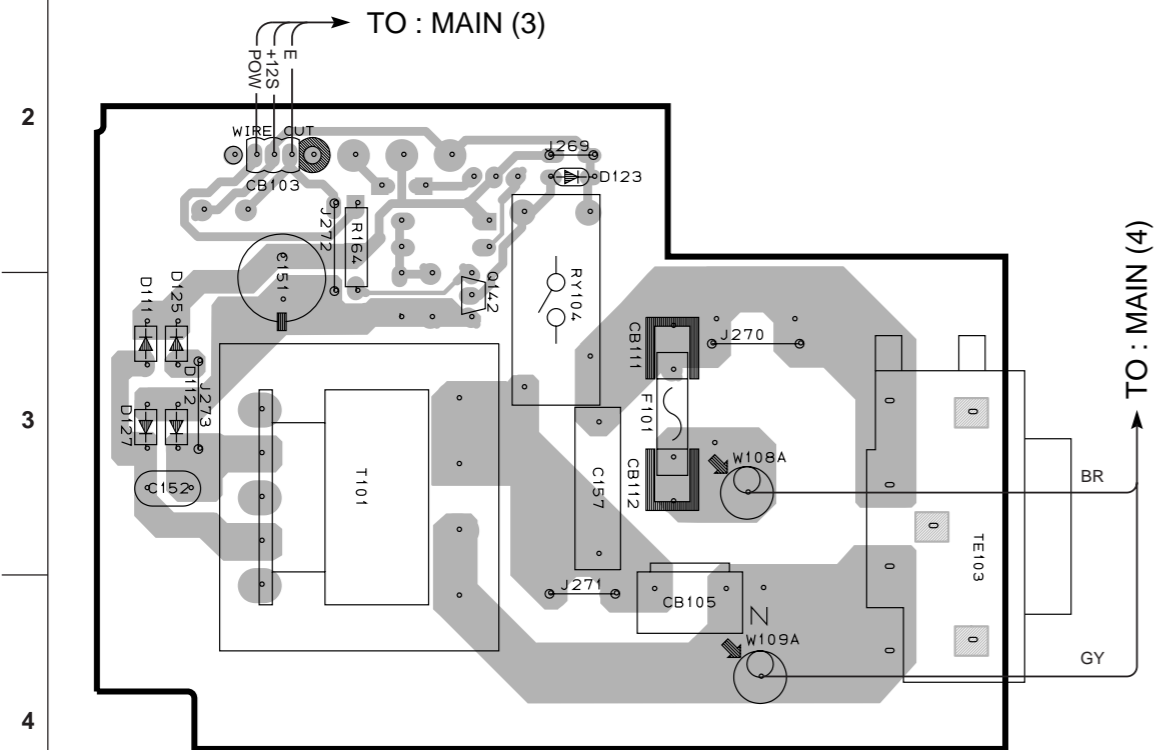 TO : MAIN (3)
POW
+12S
E
2
WIRE CUT
CB103
J269
D123
J272
R164
C151
Q142
RY104
D111
D125
CB111
J270
TO : MAIN (4)
D112
J273
D127
3
F101
T101
C157
CB112
W108A
BR
C152
TE103
J271
CB105
N
W109A
GY
4